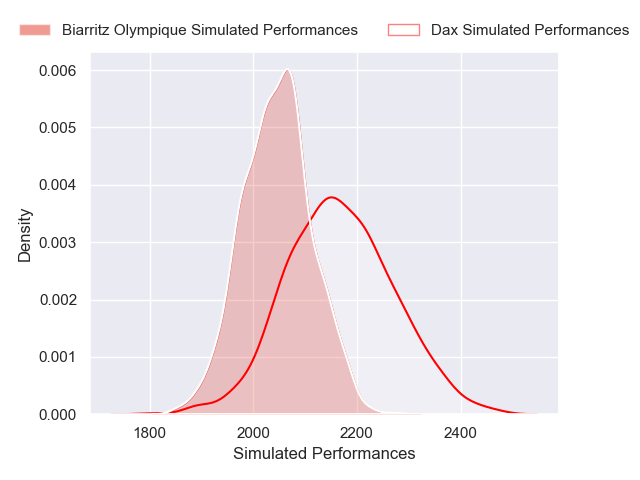 Biarritz Olympique Simulated Performances Dax Simulated Performances
0.006
0.005
0.004
0.003
0.002
0.001
0.000
Density
1800 2000 2200 2400
Simulated Performances